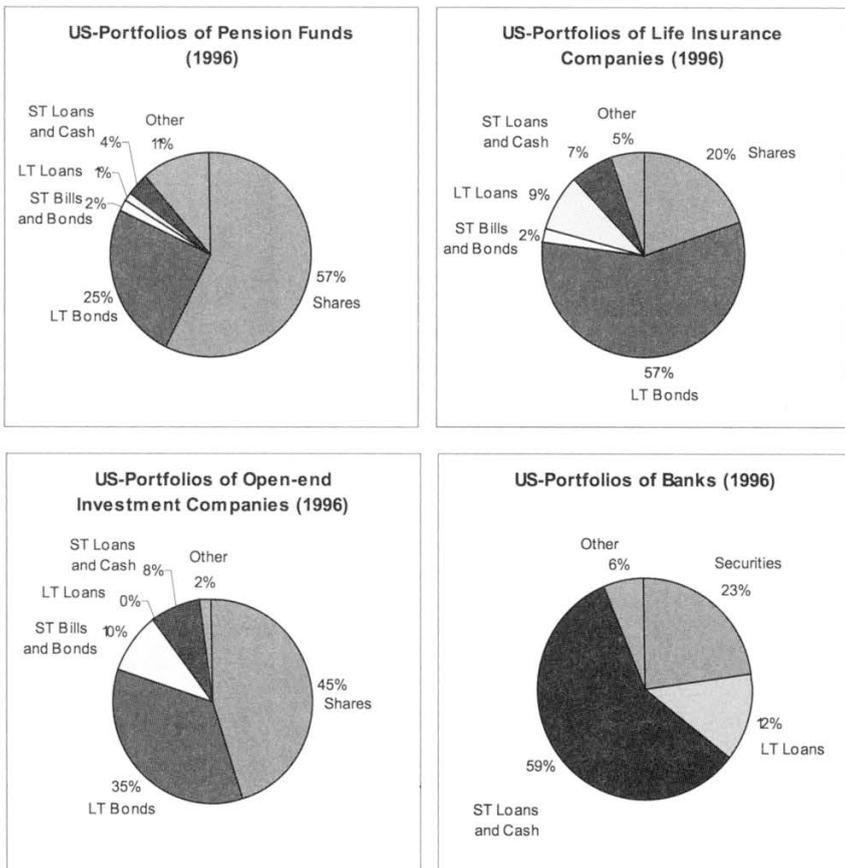 US-Portfolios of Pension Funds
(1996)
ST Loans
and Cash
4%
Other
11%
LT Loans
1%
ST Bills
and Bonds
2%
25%
LT Bonds
57%
Shares
US-Portfolios of Life Insurance
Companies (1996)
ST Loans
and Cash
7%
Other
5%
20% Shares
LT Loans 9%
ST Bills
and Bonds
2%
57%
LT Bonds
US-Portfolios of Open-end
Investment Companies (1996)
ST Loans
and Cash
8%
Other
2%
LT Loans
0%
ST Bills
and Bonds
10%
45%
Shares
35%
LT Bonds
US-Portfolios of Banks (1996)
Other
6%
Securities
23%
12%
LT Loans
59%
ST Loans
and Cash